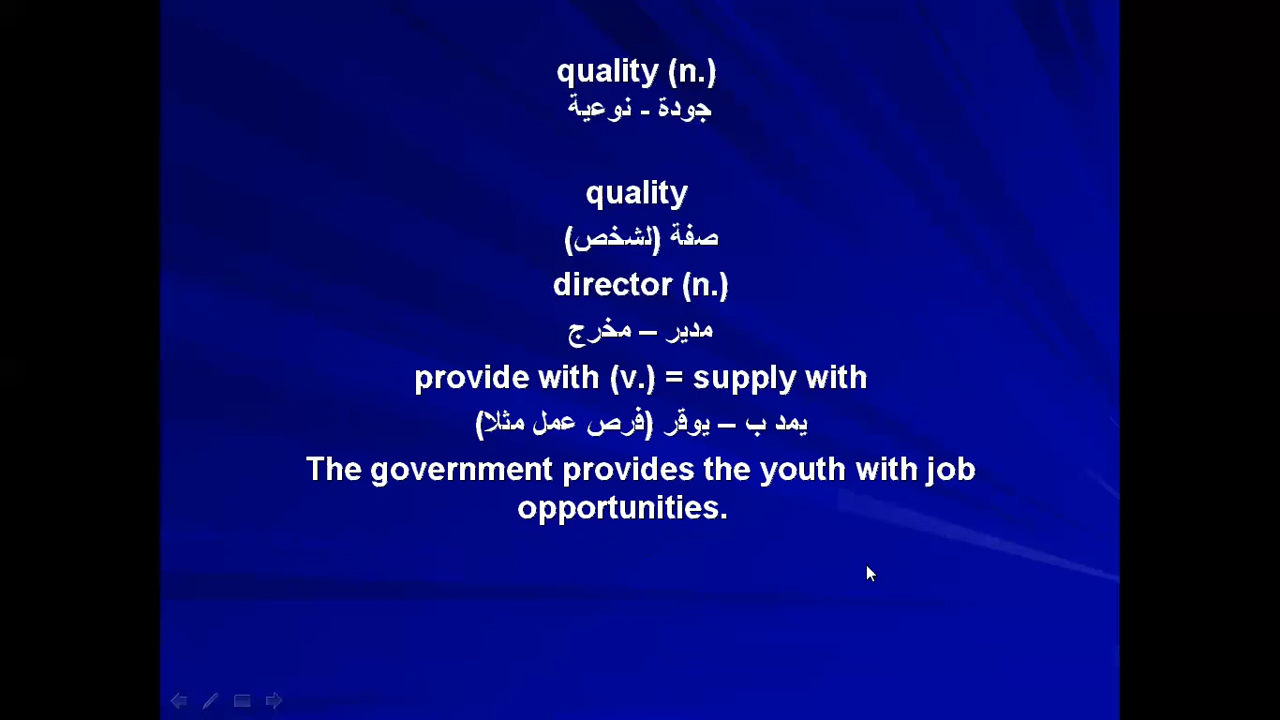 quality (n.)
جودة - نوعية
quality
صفة (لشخص)
director (n.)
مدير – مخرج
provide with (v.) = supply with
يمد ب – يوفر (فرص عمل مثلا)
The government provides the youth with job
opportunities.